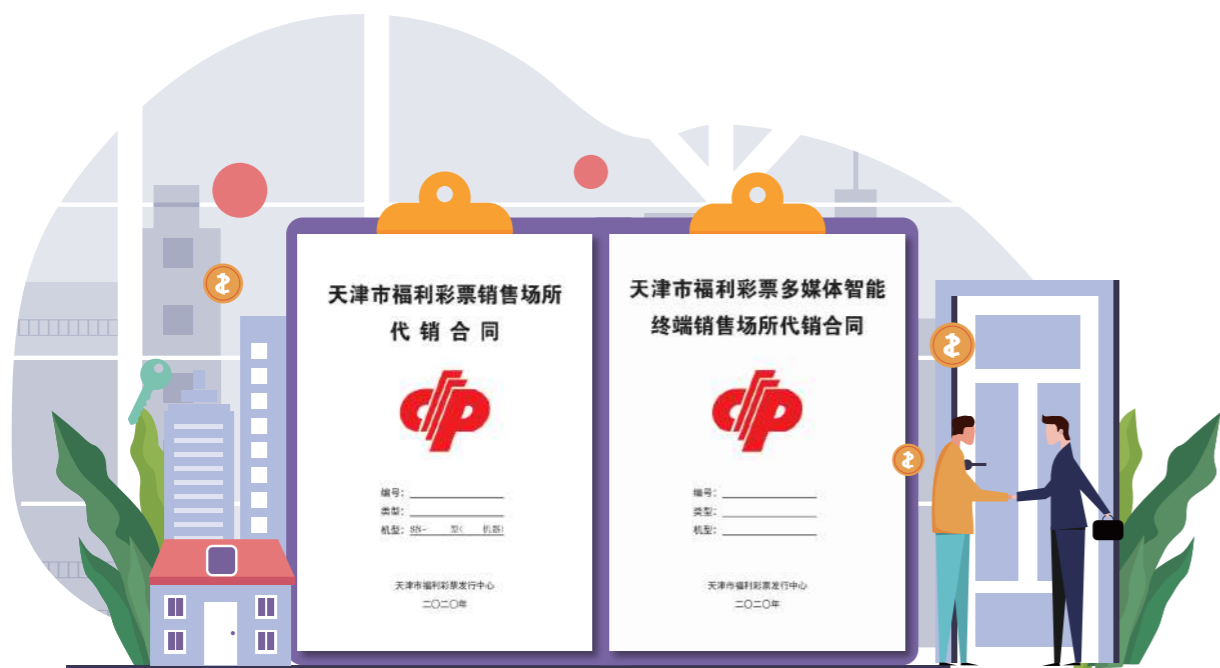 天津市福利彩票销售场所
代销合同
编号：
类型：
机型：SN- 型( 机器)
天津市福利彩票发行中心
二〇二〇年
天津市福利彩票多媒体智能
终端销售场所代销合同
编号：
类型：
机型：
天津市福利彩票发行中心
二〇二〇年